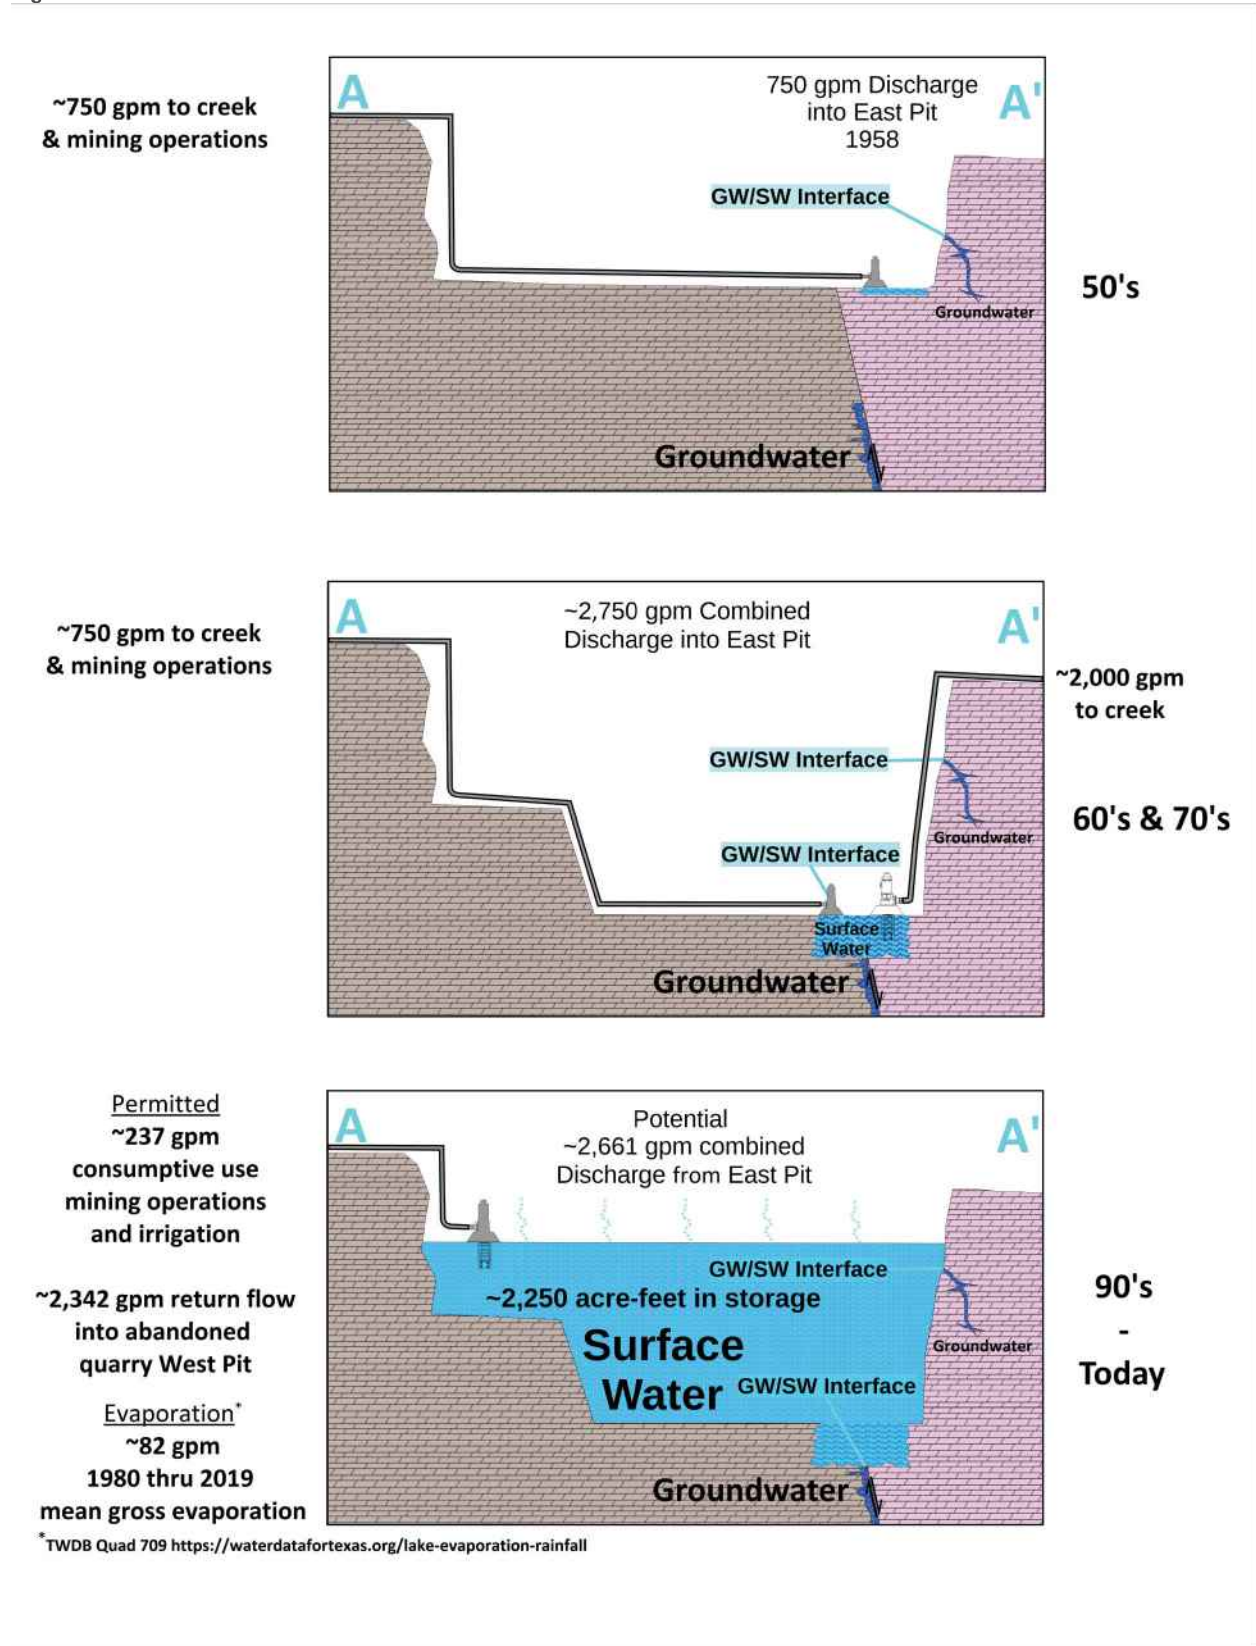 ~750 gpm to creek
& mining operations
A
750 gpm Discharge
into East Pit
1958
A'
GW/SW Interface
Groundwater
Groundwater
50's
~750 gpm to creek
& mining operations
A
~2,750 gpm Combined
Discharge into East Pit
A'
~2,000 gpm
to creek
GW/SW Interface
GW/SW Interface
Groundwater
Surface
Water
Groundwater
60's & 70's
Permitted
~237 gpm
consumptive use
mining operations
and irrigation
~2,342 gpm return flow
into abandoned
quarry West Pit
Evaporation*
~82 gpm
1980 thru 2019
mean gross evaporation
A
Potential
~2,661 gpm combined
Discharge from East Pit
A'
GW/SW Interface
~2,250 acre-feet in storage
Surface
Water
GW/SW Interface
Groundwater
Groundwater
90's
-
Today
*TWDB Quad 709 https://waterdatafortexas.org/lake-evaporation-rainfall